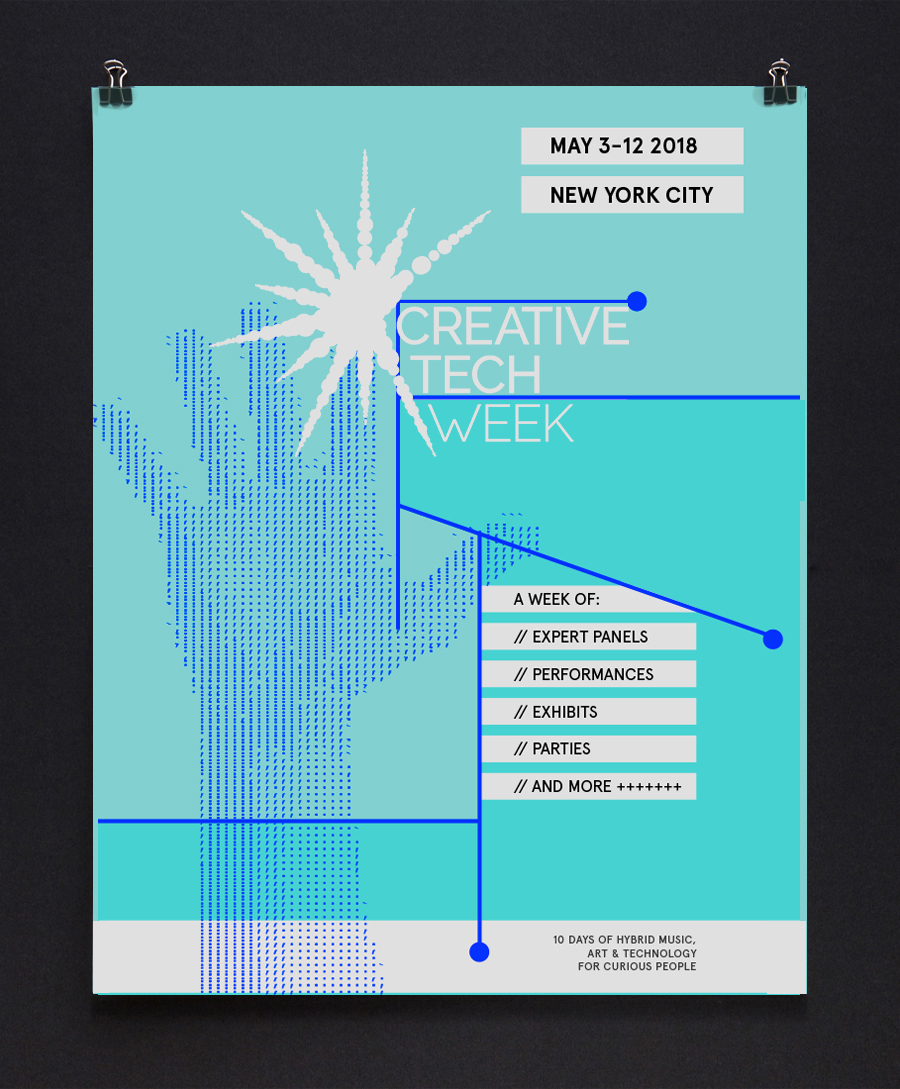 MAY 3-12 2018
NEW YORK CITY
CREATIVE
TECH
WEEK
A WEEK OF:
// EXPERT PANELS
// PERFORMANCES
// EXHIBITS
// PARTIES
// AND MORE +++++++
10 DAYS OF HYBRID MUSIC,
ART & TECHNOLOGY
FOR CURIOUS PEOPLE